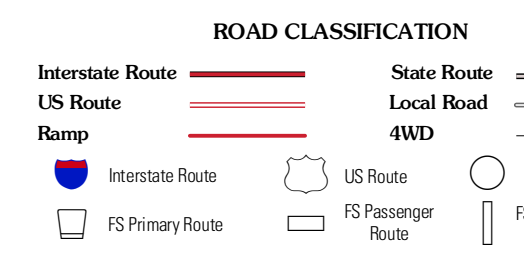 ROAD CLASSIFICATION
Interstate Route State Route
US Route Local Road
Ramp 4WD
Interstate Route US Route
FS Primary Route FS Passenger
Route